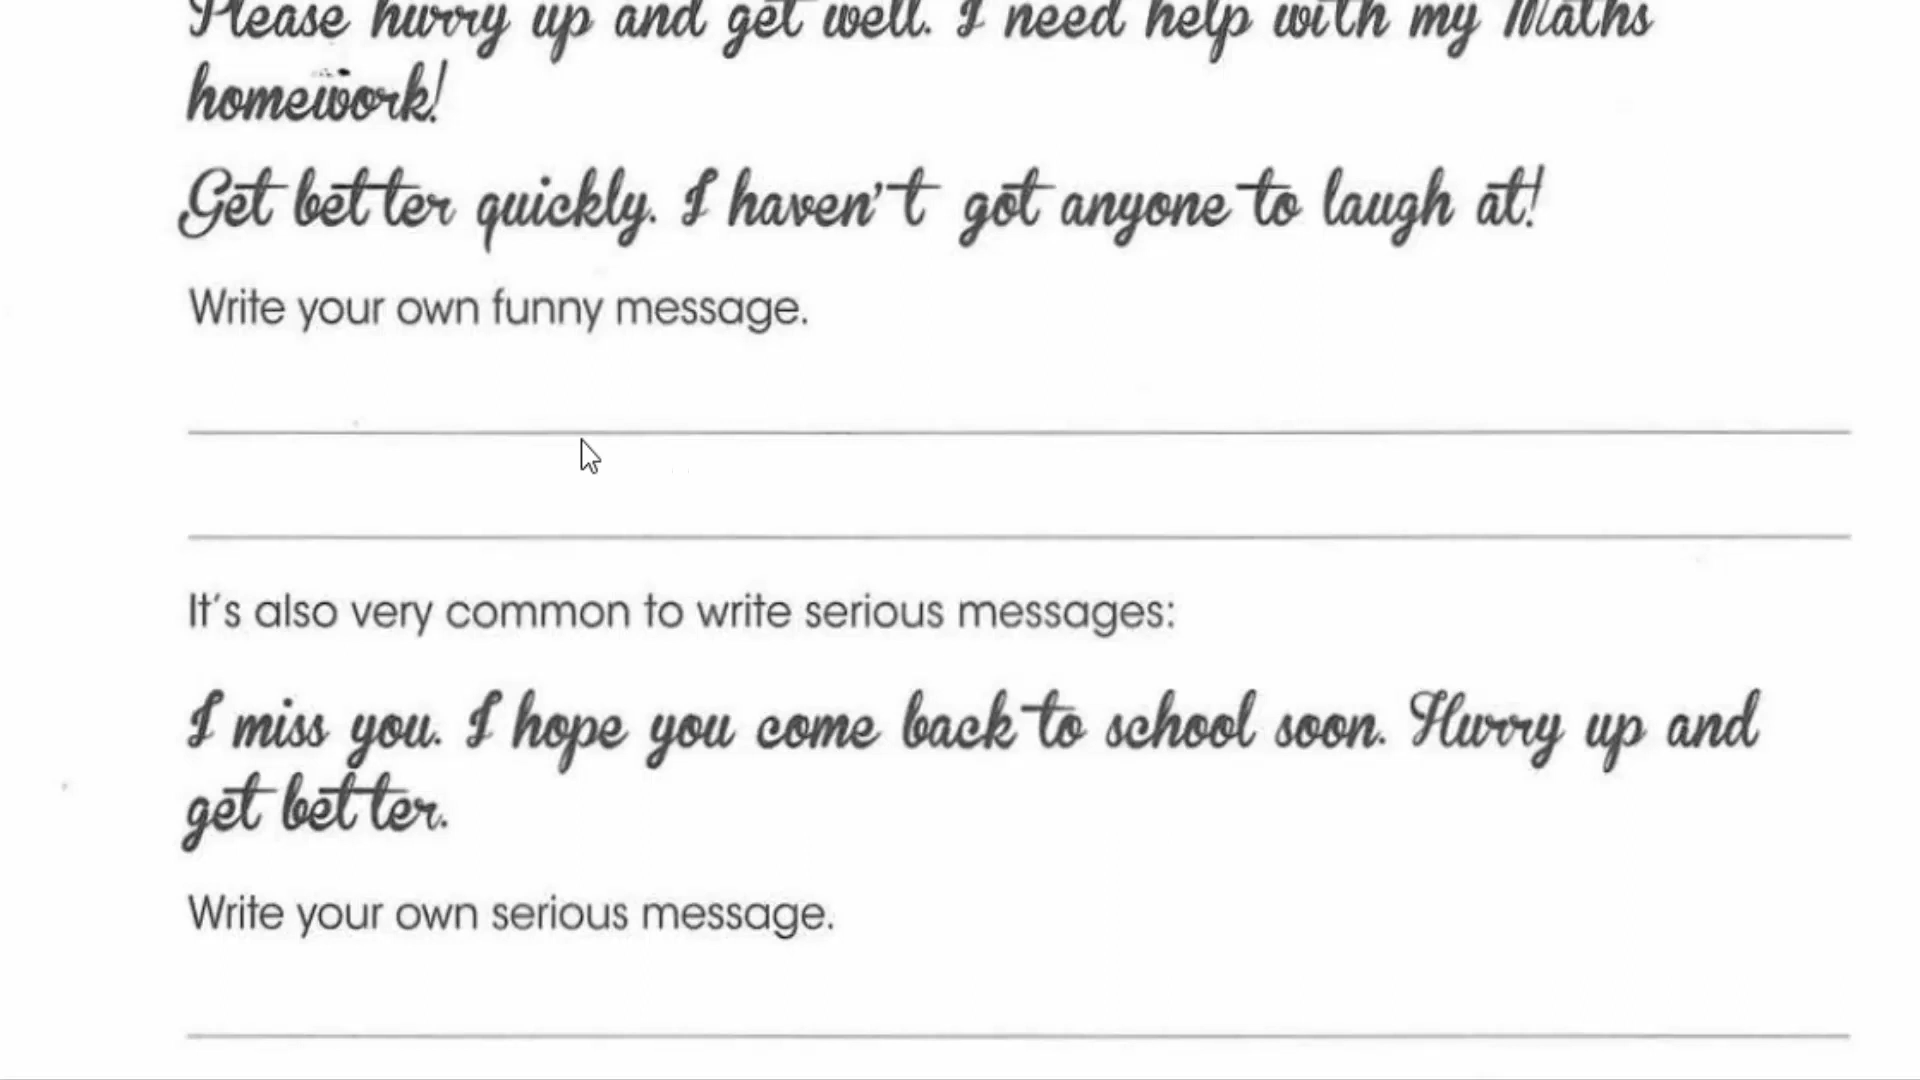 Please hurry up and get well. I need help with my Maths
homework!
Get better quickly. I haven't got anyone to laugh at!
Write your own funny message.
It's also very common to write serious messages:
I miss you. I hope you come back to school soon. Hurry up and
get better.
Write your own serious message.